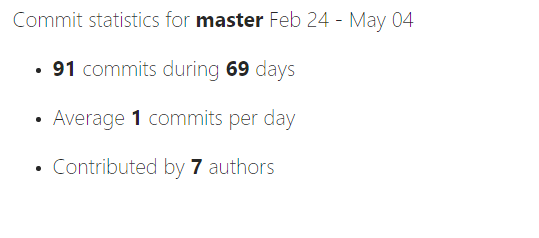 Commit statistics for master Feb 24 - May 04
91 commits during 69 days
Average 1 commits per day
Contributed by 7 authors